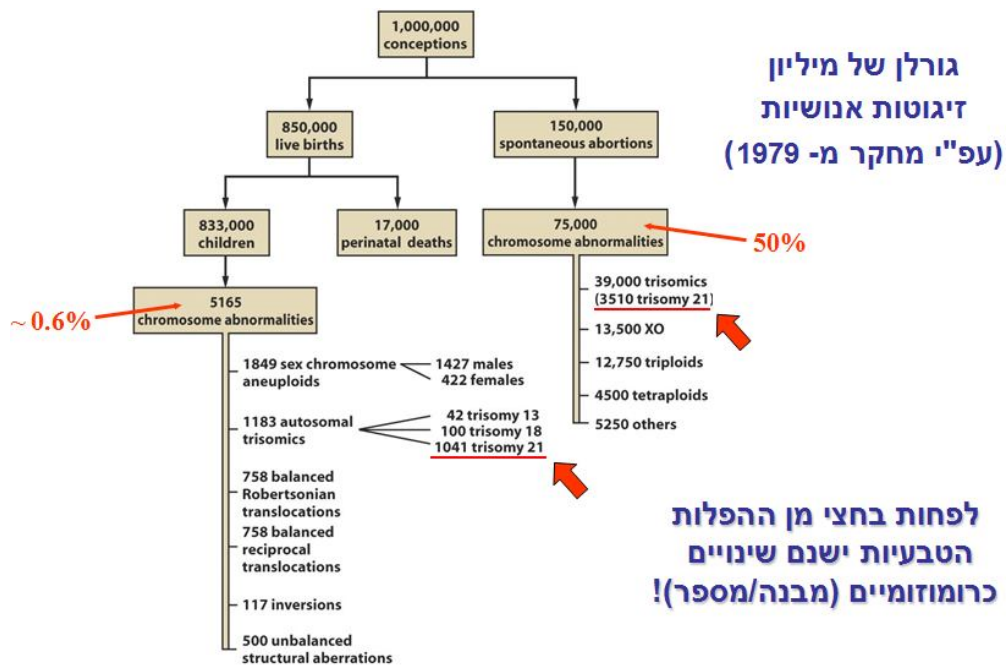 1,000,000
conceptions
גורלן של מיליון
זיגוטות אנושיות
(עפ"י מחקר מ- 1979)
850,000
live births
150,000
spontaneous abortions
833,000
children
17,000
perinatal deaths
75,000
chromosome abnormalities
50%
5165
chromosome abnormalities
~ 0.6%
39,000 trisomics
(3510 trisomy 21)
13,500 XO
12,750 triploids
4500 tetraploids
5250 others
1849 sex chromosome
aneuploids
1427 males
422 females
1183 autosomal
trisomics
42 trisomy 13
100 trisomy 18
1041 trisomy 21
758 balanced
Robertsonian
translocations
758 balanced
reciprocal
translocations
117 inversions
500 unbalanced
structural aberrations
לפחות בחצי מן ההפלות
הטבעיות ישנם שינויים
כרומוזומיים (מבנה/מספר)!